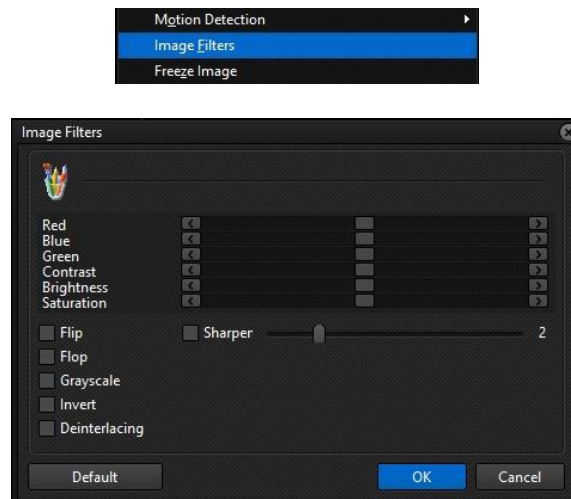 Motion Detection
Image Filters
Freeze Image
Image Filters
Red
Blue
Green
Contrast
Brightness
Saturation
Flip
Sharper 2
Flop
Grayscale
Invert
Deinterlacing
Default OK Cancel